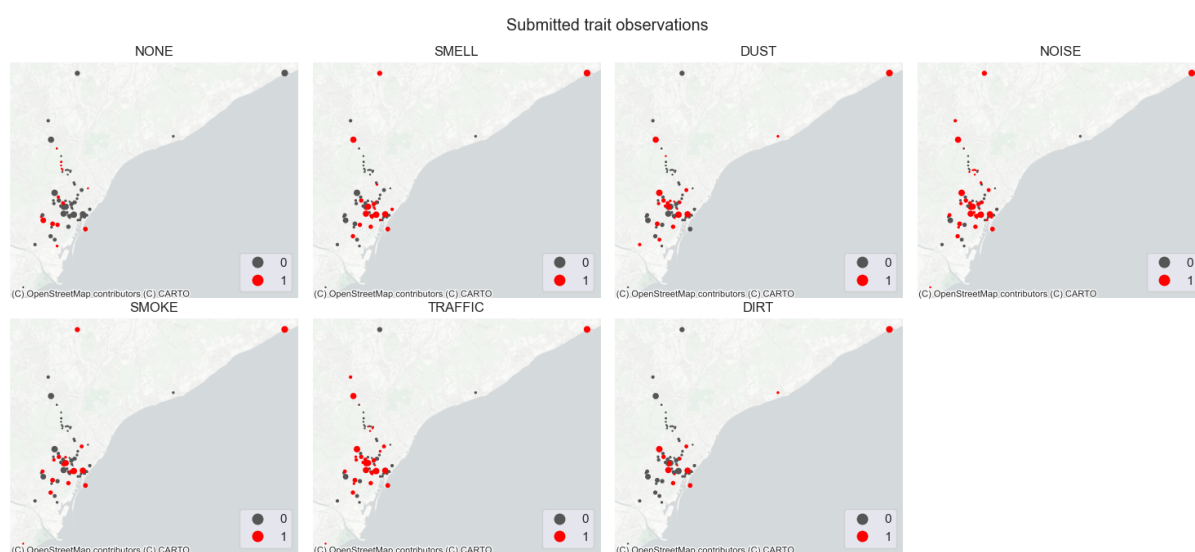 Submitted trait observations
NONE
SMELL
DUST
NOISE
0
1
(C) OpenStreetMap contributors (C) CARTO
0
1
(C) OpenStreetMap contributors (C) CARTO
0
1
(C) OpenStreetMap contributors (C) CARTO
0
1
(C) OpenStreetMap contributors (C) CARTO
SMOKE
TRAFFIC
DIRT
0
1
(C) OpenStreetMap contributors (C) CARTO
0
1
(C) OpenStreetMap contributors (C) CARTO
0
1
(C) OpenStreetMap contributors (C) CARTO